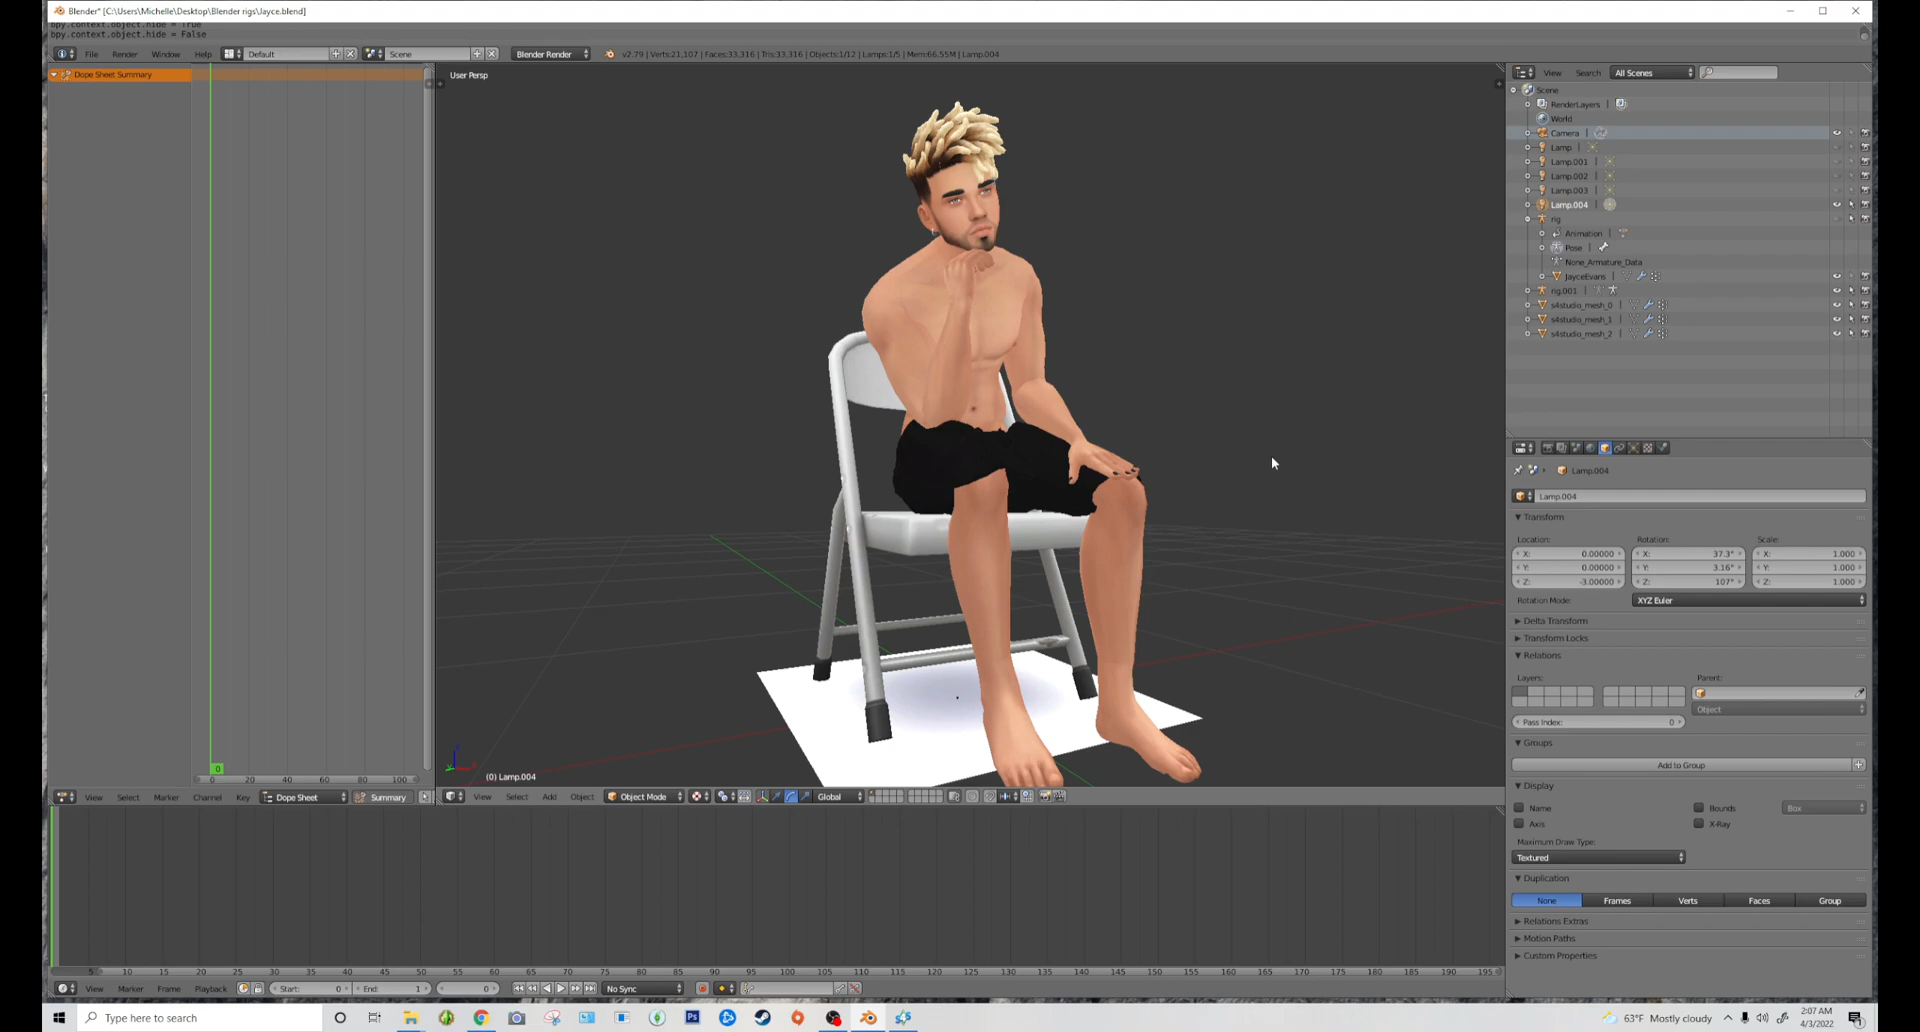 Blender* [C:\Users\Michelle\Desktop\Blender rigs\Jayce.blend]
bpy.context.object.hide = True
bpy.context.object.hide = False
File Render Window Help Default Scene Blender Render v2.79 | Verts:21,107 | Faces:33,316 | Tris:33,316 | Objects:1/12 | Lamps:1/5 | Mem:66.55M | Lamp.004
Dope Sheet Summary
User Persp
View Search All Scenes
Scene
RenderLayers
World
Camera
Lamp
Lamp.001
Lamp.002
Lamp.003
Lamp.004
rig
Animation
Pose
None_Armature_Data
JayceEvans
rig.001
s4studio_mesh_0
s4studio_mesh_1
s4studio_mesh_2
Lamp.004
Lamp.004
Transform
Location: Rotation: Scale:
X: 0.00000 X: 37.3° X: 1.000
Y: 0.00000 Y: 3.16° Y: 1.000
Z: -3.00000 Z: 107° Z: 1.000
Rotation Mode: XYZ Euler
Delta Transform
Transform Locks
Relations
Layers: Parent:
Object
Pass Index: 0
Groups
Add to Group
Display
Name Bounds Box
Axis X-Ray
Maximum Draw Type:
Textured
Duplication
None Frames Verts Faces Group
Relations Extras
Motion Paths
Custom Properties
(0) Lamp.004
0
0 20 40 60 80 100
View Select Marker Channel Key Dope Sheet Summary
View Select Add Object Object Mode Global
5 10 15 20 25 30 35 40 45 50 55 60 65 70 75 80 85 90 95 100 105 110 115 120 125 130 135 140 145 150 155 160 165 170 175 180 185 190 195
View Marker Frame Playback Start: 0 End: 1 0 No Sync
Type here to search
Ps
63°F Mostly cloudy
2:07 AM
4/3/2022